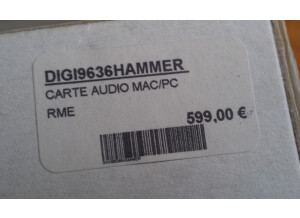 DIGI9636HAMMER
CARTE AUDIO MAC/PC
RME
599,00 €